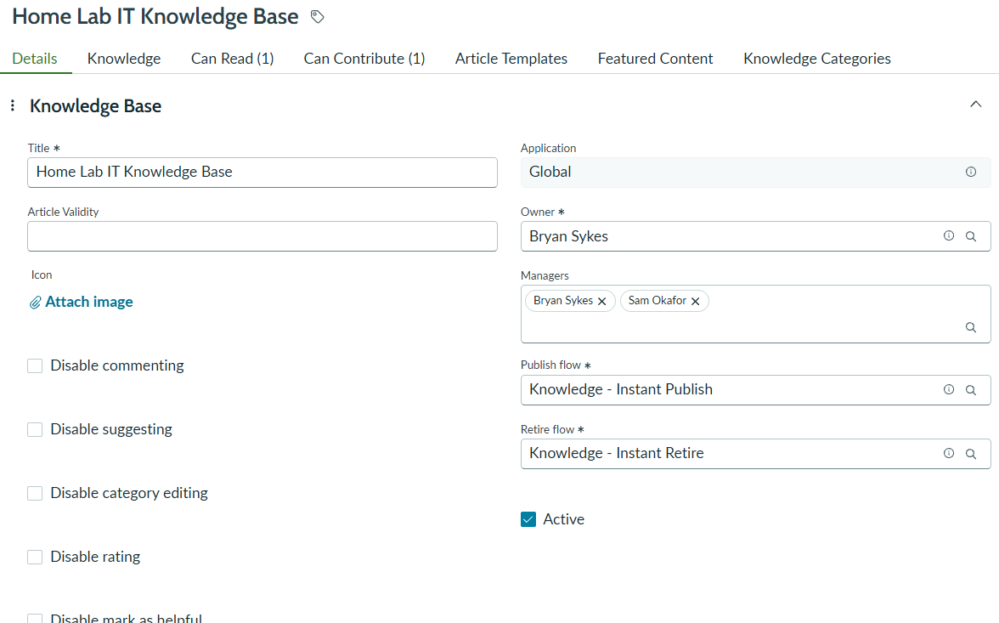 Home Lab IT Knowledge Base
Details Knowledge Can Read (1) Can Contribute (1) Article Templates Featured Content Knowledge Categories
Knowledge Base
Title *
Home Lab IT Knowledge Base
Application
Global
Article Validity
Owner *
Bryan Sykes
Icon
Attach image
Managers
Bryan Sykes Sam Okafor
Disable commenting
Publish flow *
Knowledge - Instant Publish
Disable suggesting
Retire flow *
Knowledge - Instant Retire
Disable category editing
Active
Disable rating
Disable mark as helpful